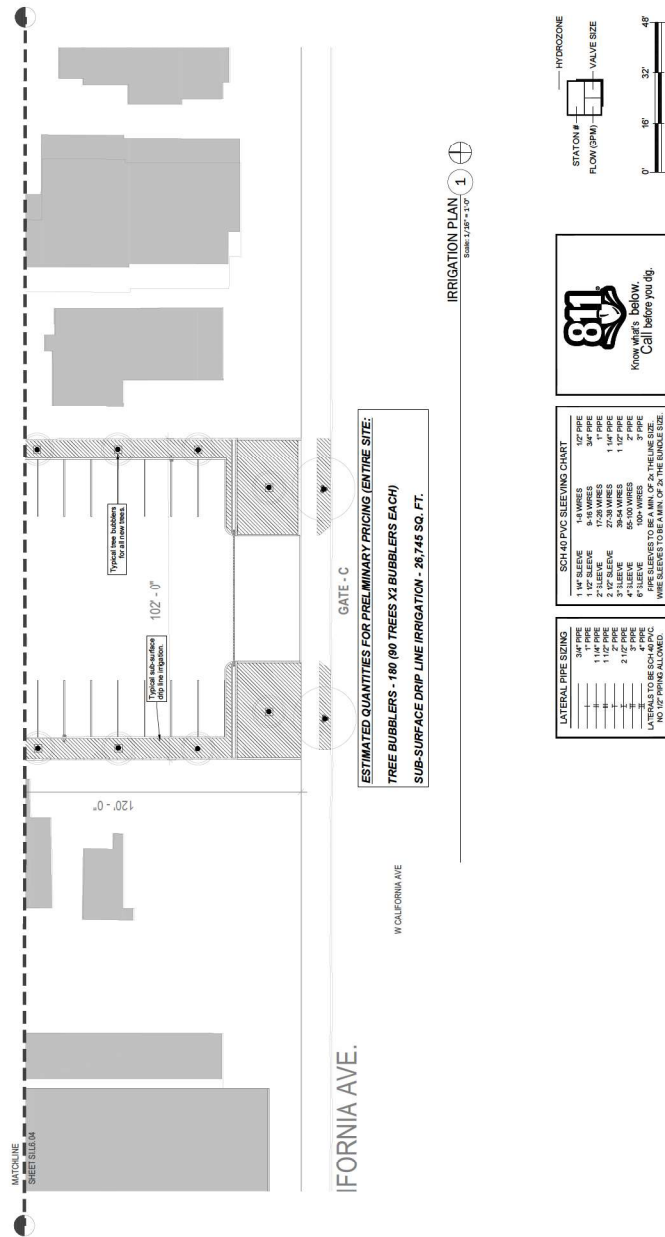 MATCHLINE
SHEET SI.L6.04
120' - 0"
102' - 0"
Typical sub-surface
drip line irrigation.
Typical tree bubblers
for all new trees.
IFORNIA AVE.
GATE - C
W CALIFORNIA AVE
ESTIMATED QUANTITIES FOR PRELIMINARY PRICING (ENTIRE SITE:
TREE BUBBLERS - 180 (90 TREES X2 BUBBLERS EACH)
SUB-SURFACE DRIP LINE IRRIGATION - 26,745 SQ. FT.
IRRIGATION PLAN
Scale: 1/16" = 1'-0"
1
LATERAL PIPE SIZING
3/4" PIPE
1" PIPE
1 1/4" PIPE
1 1/2" PIPE
2" PIPE
2 1/2" PIPE
3" PIPE
4" PIPE
LATERALS TO BE SCH 40 PVC.
NO 1/2" PIPING ALLOWED.
SCH 40 PVC SLEEVING CHART
1 1/4" SLEEVE 1-8 WIRES 1/2" PIPE
1 1/2" SLEEVE 9-16 WIRES 3/4" PIPE
2" SLEEVE 17-26 WIRES 1" PIPE
2 1/2" SLEEVE 27-38 WIRES 1 1/4" PIPE
3" SLEEVE 39-54 WIRES 1 1/2" PIPE
4" SLEEVE 55-100 WIRES 2" PIPE
6" SLEEVE 100+ WIRES 3" PIPE
PIPE SLEEVES TO BE A MIN. OF 2x THE LINE SIZE.
WIRE SLEEVES TO BE A MIN. OF 2x THE BUNDLE SIZE.
811
Know what's below.
Call before you dig.
HYDROZONE
STATON #
FLOW (GPM)
VALVE SIZE
0' 16' 32' 48'